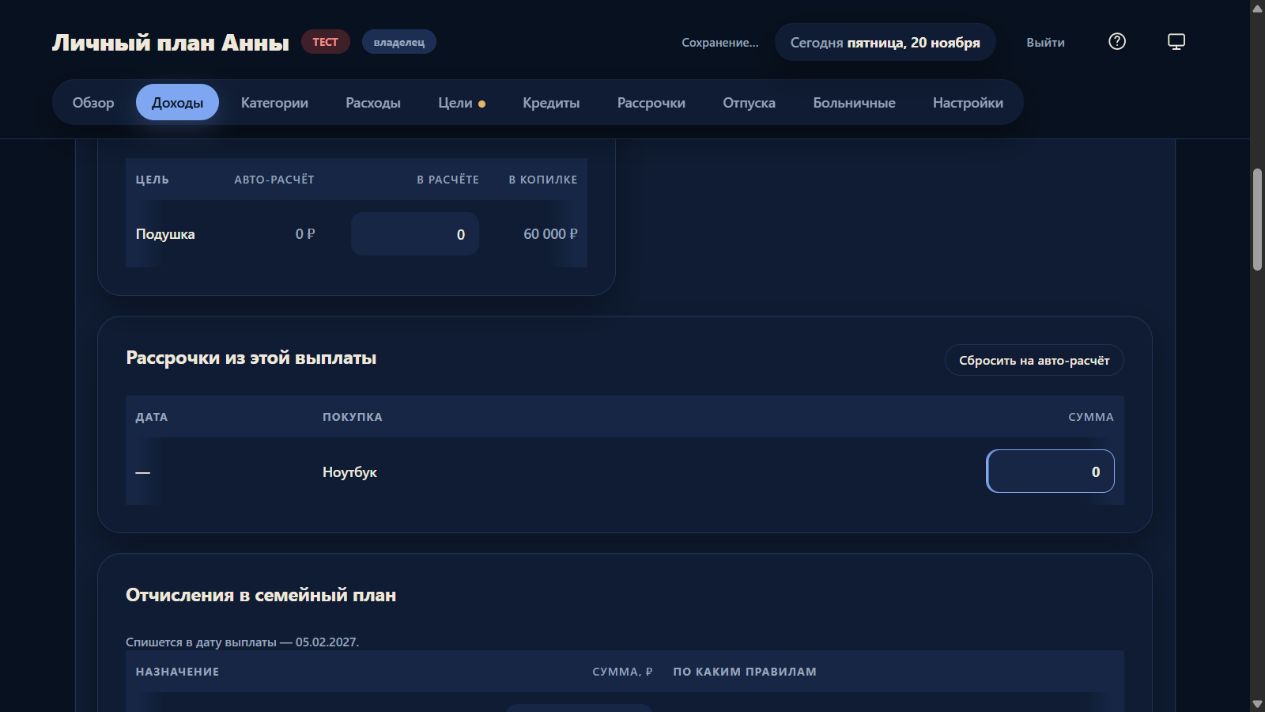 Личный план Анны ТЕСТ владелец Сохранение... Сегодня пятница, 20 ноября Выйти
Обзор Доходы Категории Расходы Цели Кредиты Рассрочки Отпуска Больничные Настройки
ЦЕЛЬ АВТО-РАСЧЁТ В РАСЧЁТЕ В КОПИЛКЕ
Подушка 0 ₽ 0 60 000 ₽
Рассрочки из этой выплаты Сбросить на авто-расчёт
ДАТА ПОКУПКА СУММА
— Ноутбук 0
Отчисления в семейный план
Спишется в дату выплаты — 05.02.2027.
НАЗНАЧЕНИЕ СУММА, ₽ ПО КАКИМ ПРАВИЛАМ